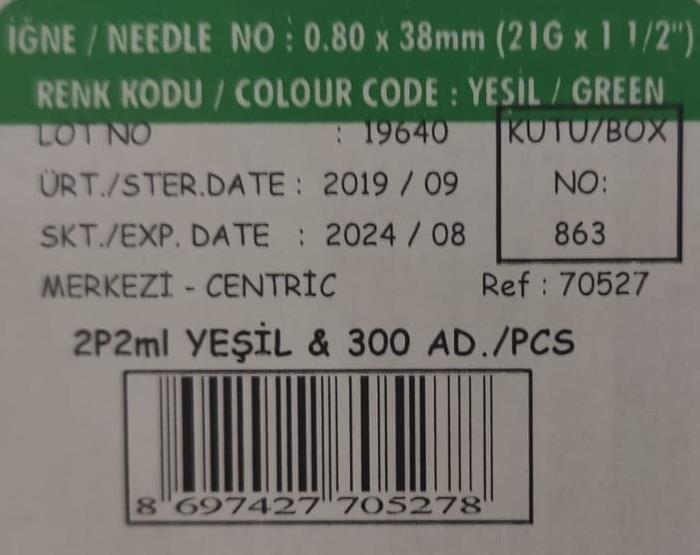 İĞNE / NEEDLE NO : 0.80 x 38mm (21G x 1 1/2")
RENK KODU / COLOUR CODE : YEŞİL / GREEN
LOT NO : 19640
KUTU/BOX
ÜRT./STER.DATE : 2019 / 09
NO:
SKT./EXP. DATE : 2024 / 08
863
MERKEZİ - CENTRİC
Ref : 70527
2P2ml YEŞİL & 300 AD./PCS
8 697427 705278